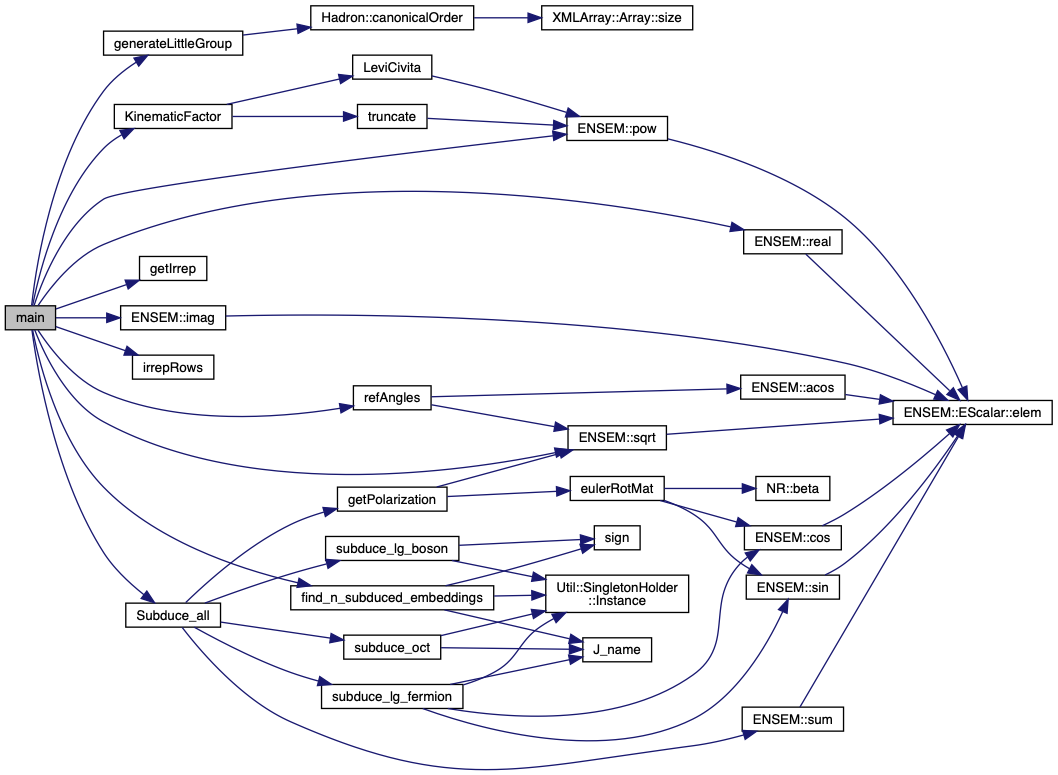 Hadron::canonicalOrder
XMLArray::Array::size
generateLittleGroup
LeviCivita
KinematicFactor
truncate
ENSEM::pow
ENSEM::real
getIrrep
main
ENSEM::imag
irrepRows
refAngles
ENSEM::acos
ENSEM::EScalar::elem
ENSEM::sqrt
getPolarization
eulerRotMat
NR::beta
ENSEM::cos
subduce_lg_boson
sign
ENSEM::sin
find_n_subduced_embeddings
Util::SingletonHolder
::Instance
Subduce_all
subduce_oct
J_name
subduce_lg_fermion
ENSEM::sum